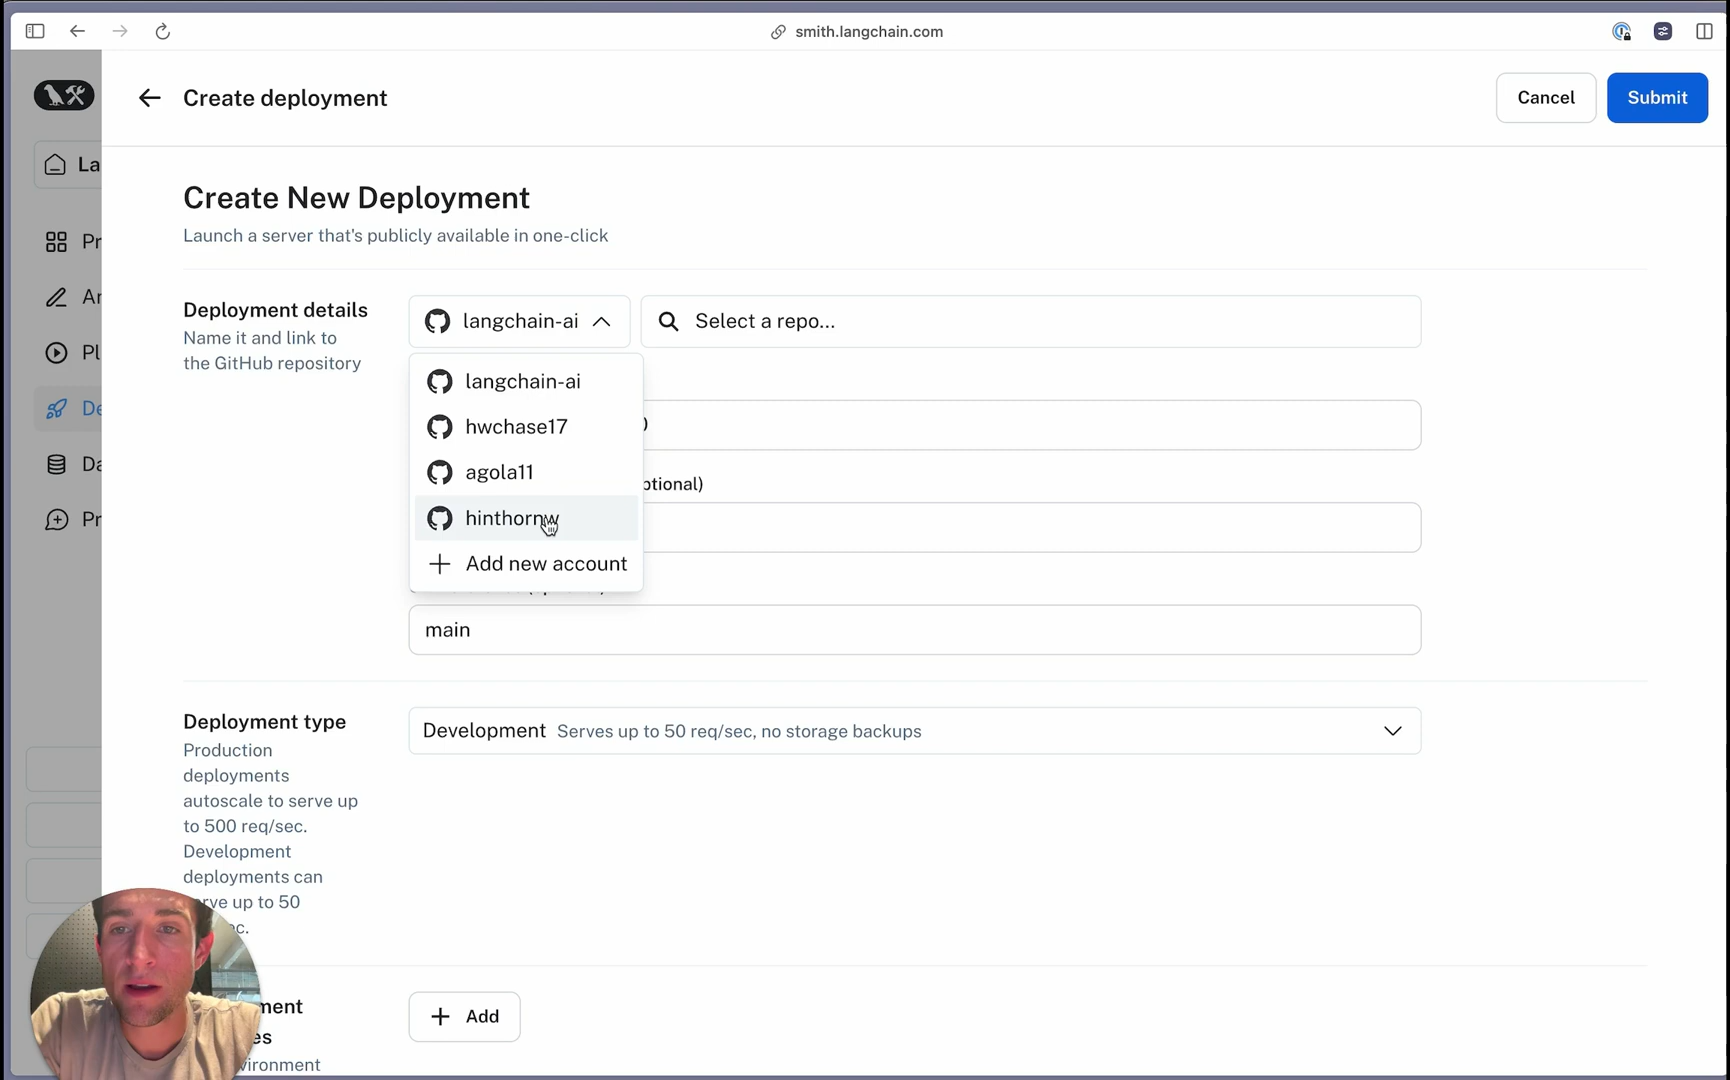 smith.langchain.com
Create deployment
Cancel
Submit
La
Create New Deployment
Launch a server that's publicly available in one-click
Pr
Ar
Pl
De
Da
Pr
Deployment details
Name it and link to
the GitHub repository
langchain-ai
Select a repo...
langchain-ai
hwchase17
agola11
hinthornw
Add new account
)
ptional)
main
Deployment type
Production
deployments
autoscale to serve up
to 500 req/sec.
Development
deployments can
rve up to 50
ec.
Development Serves up to 50 req/sec, no storage backups
ment
es
vironment
Add